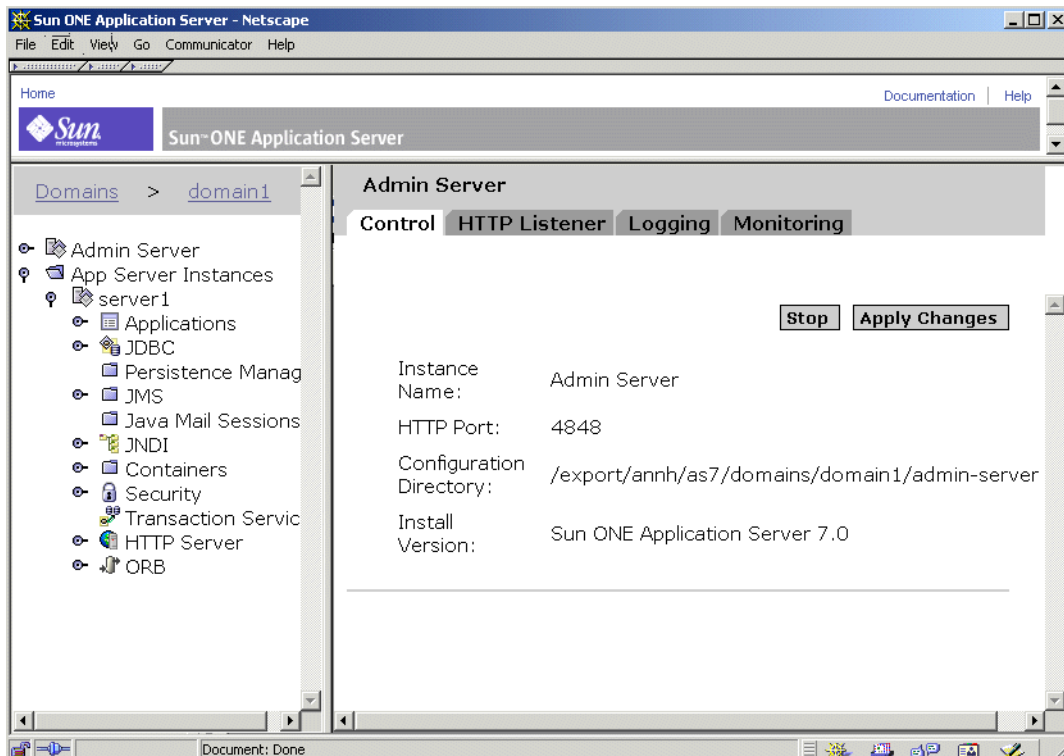 Sun ONE Application Server - Netscape
File Edit View Go Communicator Help
Home
Documentation | Help
Sun
microsystems
Sun™ ONE Application Server
Domains > domain1
Admin Server
App Server Instances
server1
Applications
JDBC
Persistence Manag
JMS
Java Mail Sessions
JNDI
Containers
Security
Transaction Servic
HTTP Server
ORB
Admin Server
Control HTTP Listener Logging Monitoring
Stop Apply Changes
Instance
Name: Admin Server
HTTP Port: 4848
Configuration
Directory: /export/annh/as7/domains/domain1/admin-server
Install
Version: Sun ONE Application Server 7.0
Document: Done